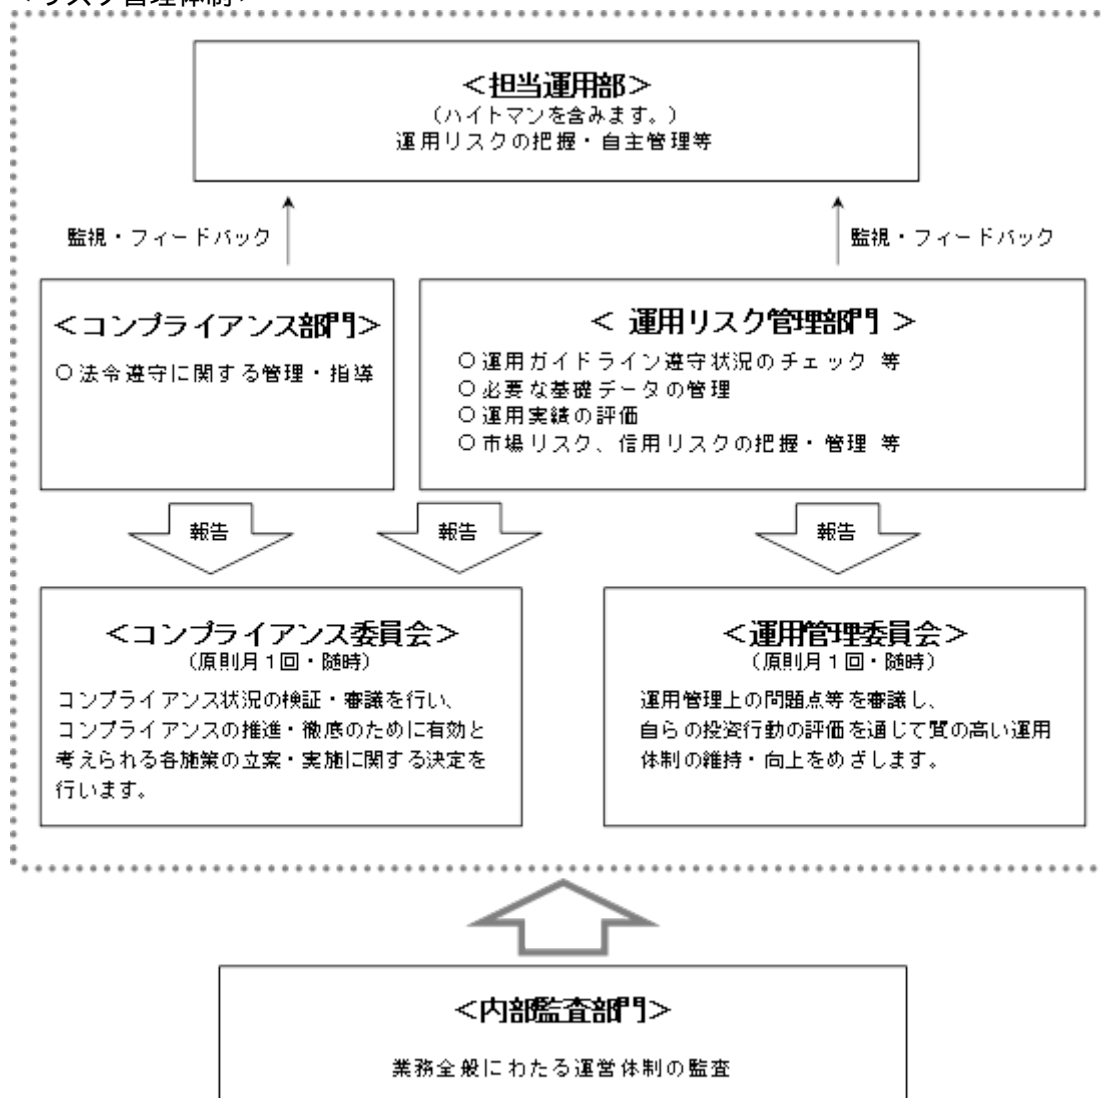 <リスク管理体制>
＜担当運用部＞
（ハイトマンを含みます。）
運用リスクの把握・自主管理等
監視・フィードバック
監視・フィードバック
＜コンプライアンス部門＞
○法令遵守に関する管理・指導
＜ 運用リスク管理部門 ＞
○運用ガイドライン遵守状況のチェック 等
○必要な基礎データの管理
○運用実績の評価
○市場リスク、信用リスクの把握・管理 等
報告
報告
報告
＜コンプライアンス委員会＞
（原則月１回・随時）
コンプライアンス状況の検証・審議を行い、
コンプライアンスの推進・徹底のために有効と
考えられる各施策の立案・実施に関する決定を
行います。
＜運用管理委員会＞
（原則月１回・随時）
運用管理上の問題点等を審議し、
自らの投資行動の評価を通じて質の高い運用
体制の維持・向上をめざします。
＜内部監査部門＞
業務全般にわたる運営体制の監査